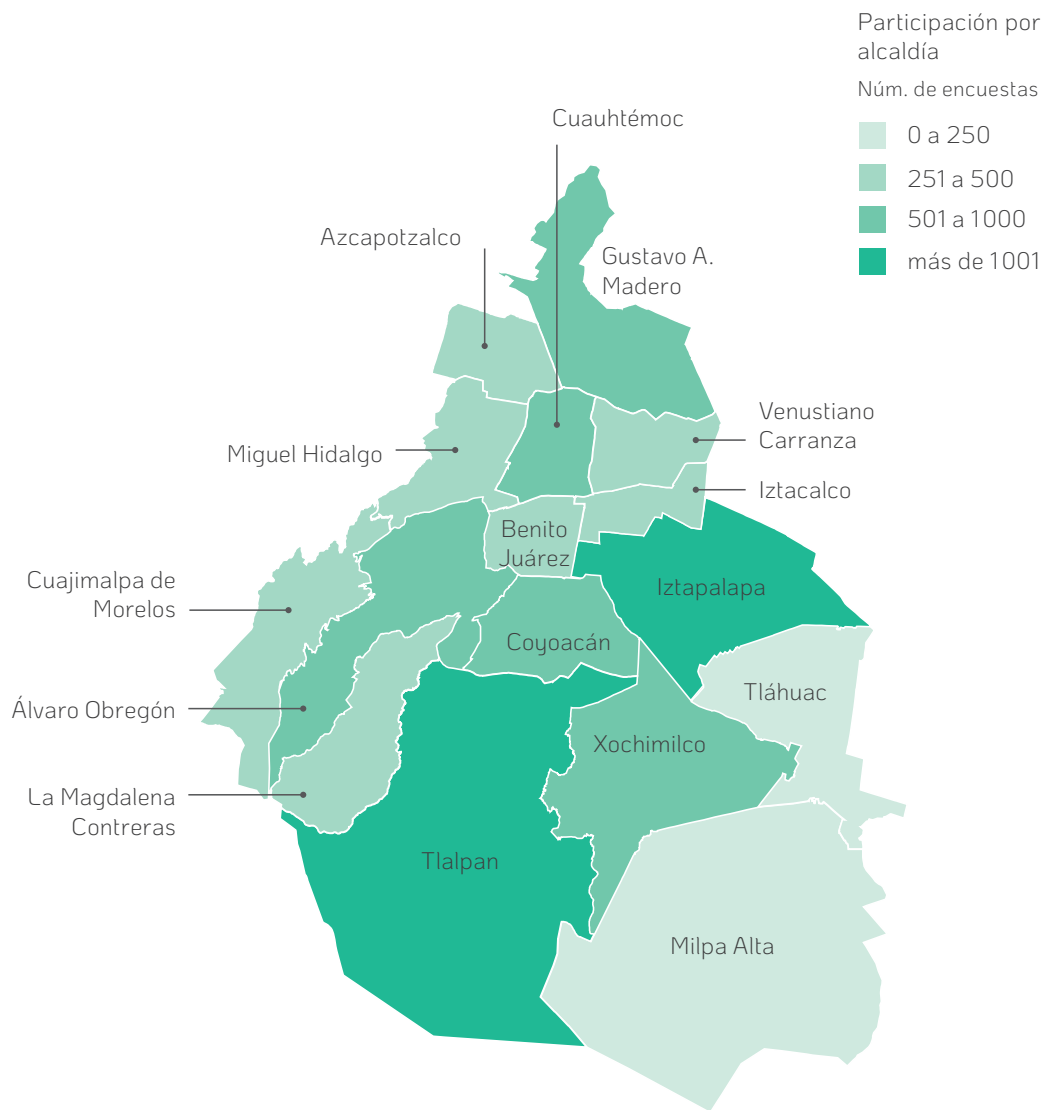 Participación por
alcaldía
Núm. de encuestas
0 a 250
251 a 500
501 a 1000
más de 1001
Cuauhtémoc
Azcapotzalco
Gustavo A.
Madero
Venustiano
Carranza
Miguel Hidalgo
Iztacalco
Benito
Juárez
Cuajimalpa de
Morelos
Iztapalapa
Coyoacán
Tláhuac
Álvaro Obregón
Xochimilco
La Magdalena
Contreras
Tlalpan
Milpa Alta